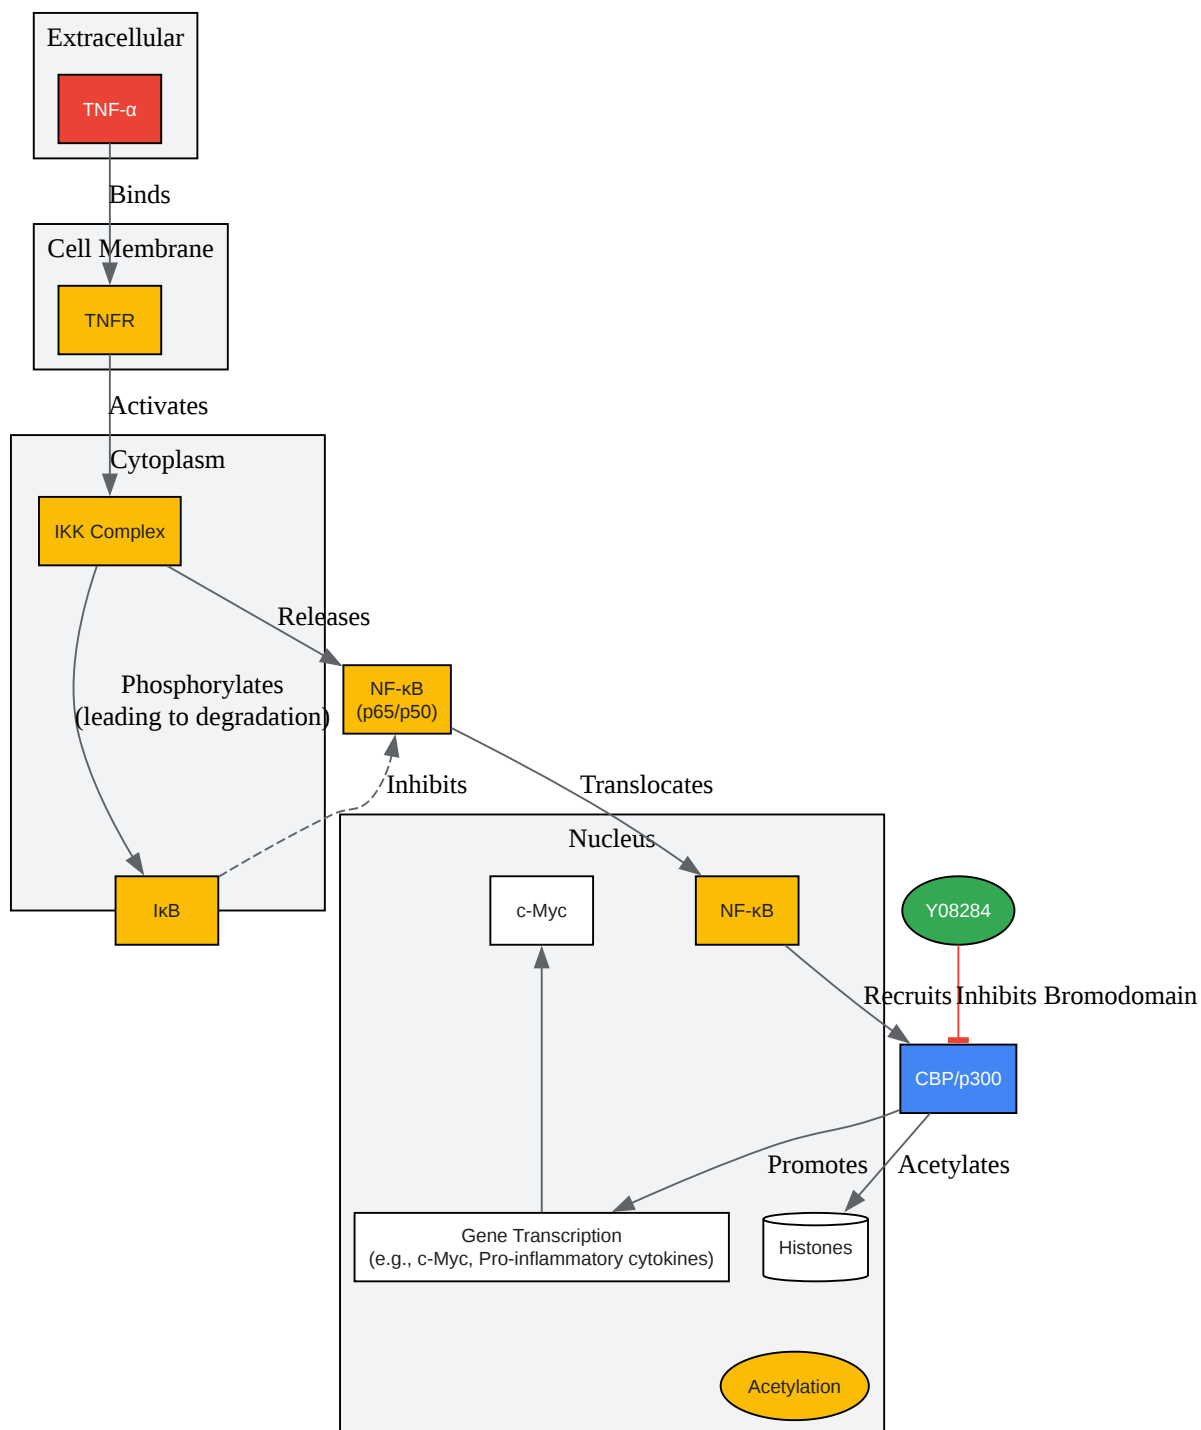 Extracellular
TNF-α
Binds
Cell Membrane
TNFR
Activates
Cytoplasm
IKK Complex
Releases
Phosphorylates
(leading to degradation)
NF-κB
(p65/p50)
Inhibits
Translocates
Nucleus
IκB
c-Myc
NF-κB
Y08284
Recruits
Inhibits Bromodomain
CBP/p300
Promotes
Acetylates
Gene Transcription
(e.g., c-Myc, Pro-inflammatory cytokines)
Histones
Acetylation